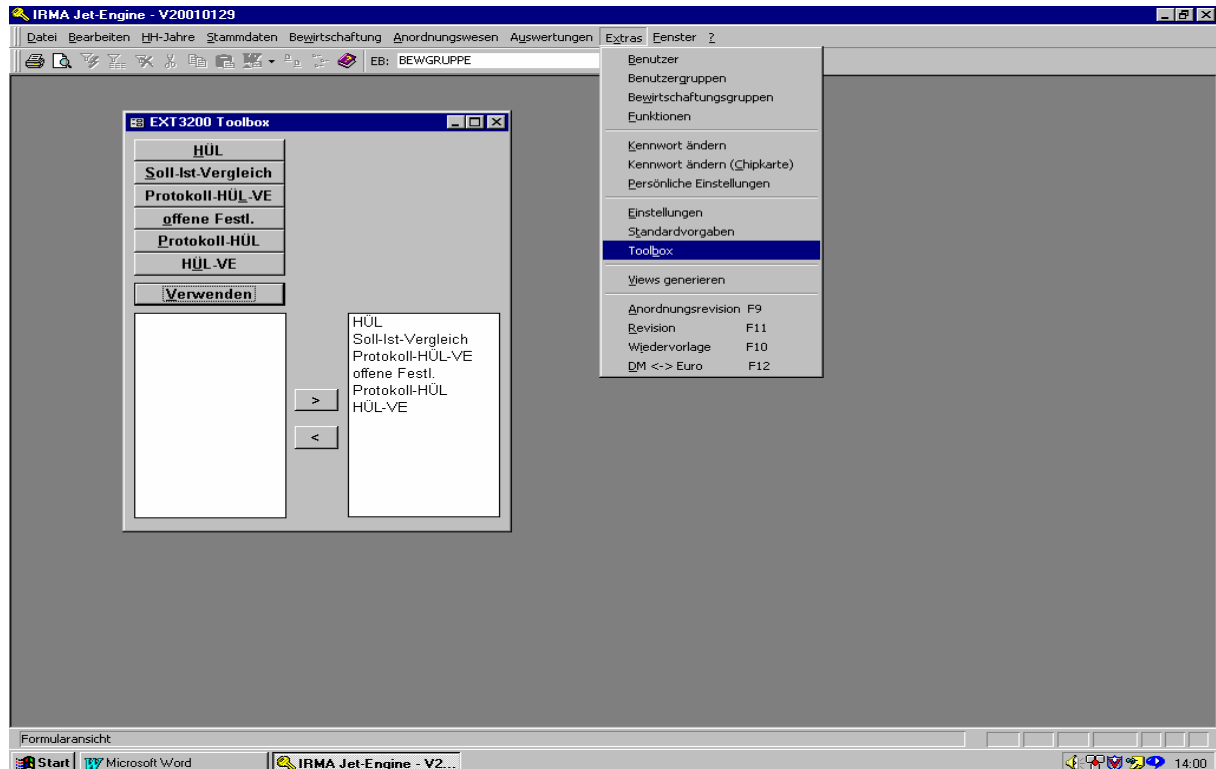 IRMA Jet-Engine - V20010129
Datei Bearbeiten HH-Jahre Stammdaten Bewirtschaftung Anordnungswesen Auswertungen Extras Fenster ?
EB: BEWGRUPPE
Benutzer
Benutzergruppen
Bewirtschaftungsgruppen
Funktionen
Kennwort ändern
Kennwort ändern (Chipkarte)
Persönliche Einstellungen
Einstellungen
Standardvorgaben
Toolbox
Views generieren
Anordnungsrevision F9
Revision F11
Wiedervorlage F10
DM <-> Euro F12
EXT3200 Toolbox
HÜL
Soll-Ist-Vergleich
Protokoll-HÜL-VE
offene Festl.
Protokoll-HÜL
HÜL-VE
Verwenden
HÜL
Soll-Ist-Vergleich
Protokoll-HÜL-VE
offene Festl.
Protokoll-HÜL
HÜL-VE
>
<
Formularansicht
Start Microsoft Word IRMA Jet-Engine - V2... 14:00